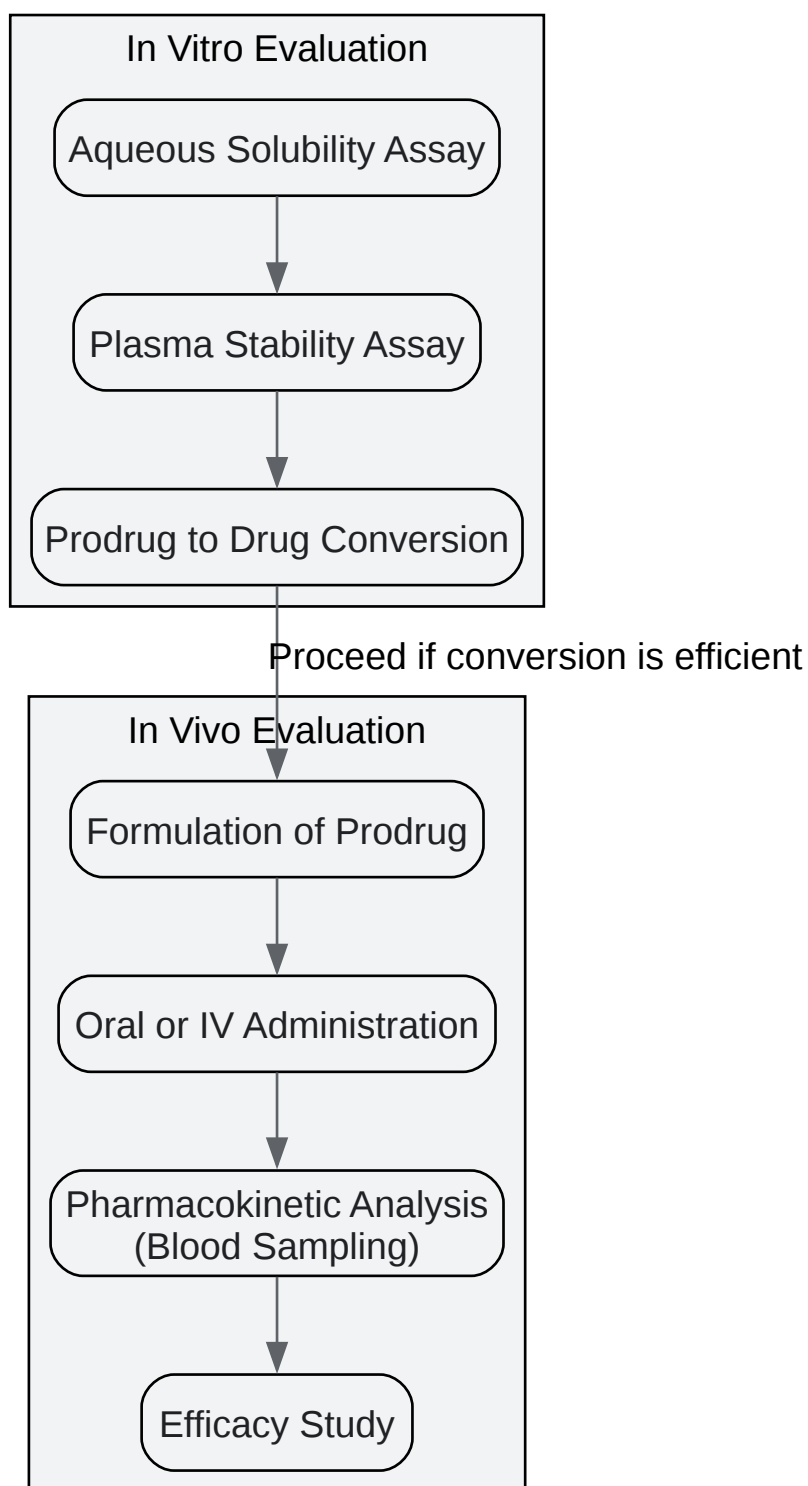 In Vitro Evaluation
Aqueous Solubility Assay
Plasma Stability Assay
Prodrug to Drug Conversion
Proceed if conversion is efficient
In Vivo Evaluation
Formulation of Prodrug
Oral or IV Administration
Pharmacokinetic Analysis
(Blood Sampling)
Efficacy Study